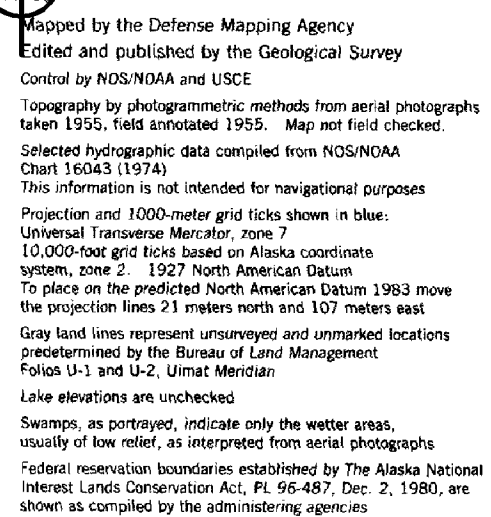 Mapped by the Defense Mapping Agency
Edited and published by the Geological Survey
Control by NOS/NOAA and USCE
Topography by photogrammetric methods from aerial photographs
taken 1955, field annotated 1955. Map not field checked.
Selected hydrographic data compiled from NOS/NOAA
Chart 16043 (1974)
This information is not intended for navigational purposes
Projection and 1000-meter grid ticks shown in blue:
Universal Transverse Mercator, zone 7
10,000-foot grid ticks based on Alaska coordinate
system, zone 2. 1927 North American Datum
To place on the predicted North American Datum 1983 move
the projection lines 21 meters north and 107 meters east
Gray land lines represent unsurveyed and unmarked locations
predetermined by the Bureau of Land Management
Folios U-1 and U-2, Uimat Meridian
Lake elevations are unchecked
Swamps, as portrayed, indicate only the wetter areas,
usually of low relief, as interpreted from aerial photographs
Federal reservation boundaries established by The Alaska National
Interest Lands Conservation Act, PL 96-487, Dec. 2, 1980, are
shown as compiled by the administering agencies